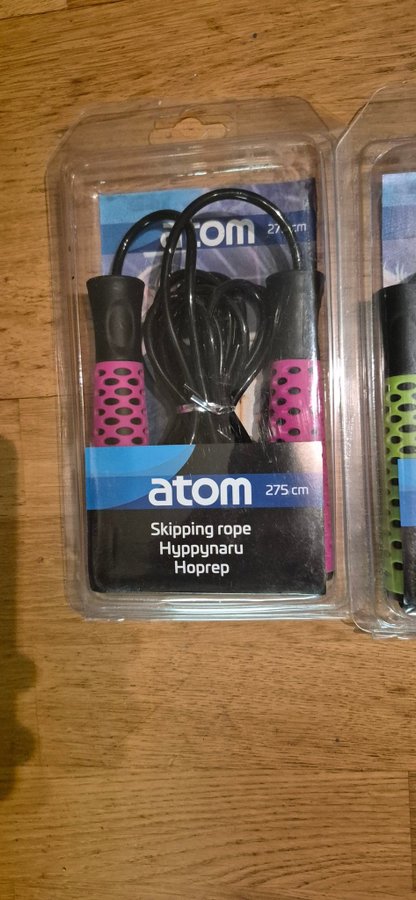 atom 275 cm
atom 275 cm
Skipping rope
Hyppynaru
Hoprep